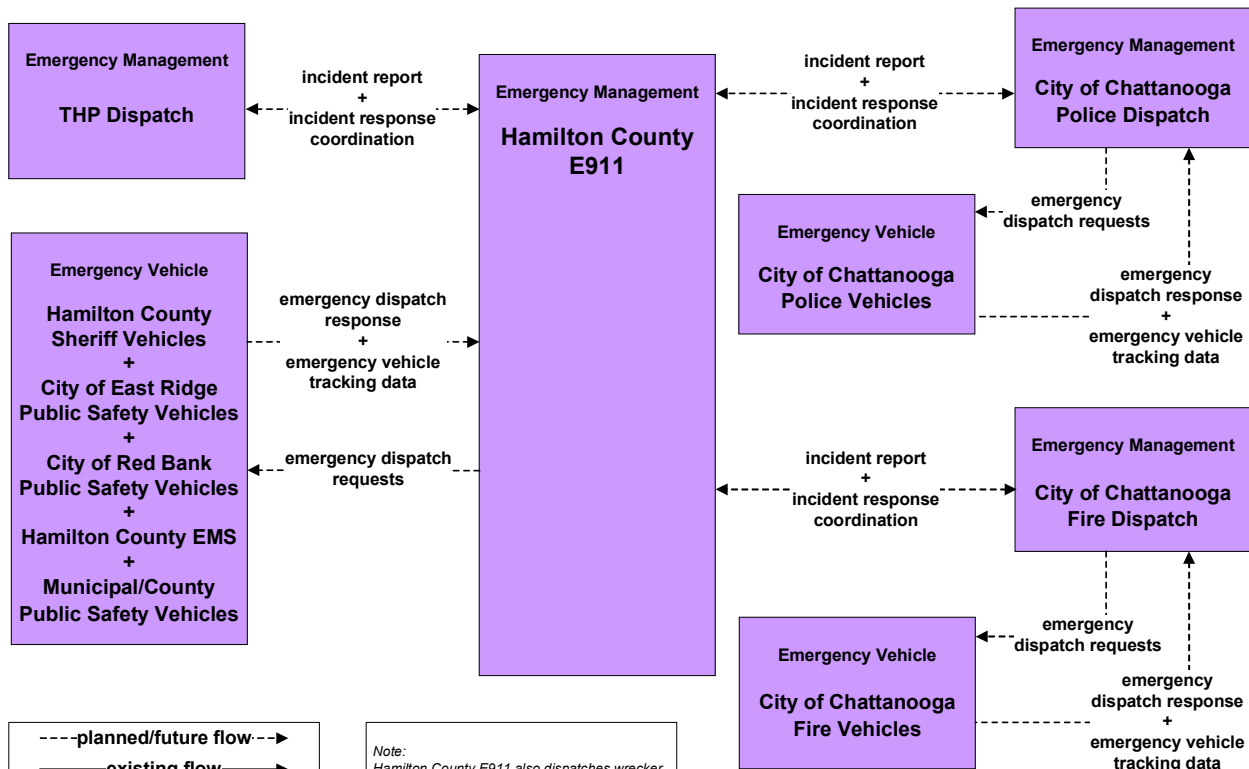 Emergency Management
THP Dispatch
incident report
+
incident response
coordination
Emergency Management
Hamilton County
E911
incident report
+
incident response
coordination
Emergency Management
City of Chattanooga
Police Dispatch
emergency
dispatch requests
Emergency Vehicle
City of Chattanooga
Police Vehicles
emergency
dispatch response
+
emergency vehicle
tracking data
Emergency Vehicle
Hamilton County
Sheriff Vehicles
+
City of East Ridge
Public Safety Vehicles
+
City of Red Bank
Public Safety Vehicles
+
Hamilton County EMS
+
Municipal/County
Public Safety Vehicles
emergency dispatch
response
+
emergency vehicle
tracking data
emergency dispatch
requests
incident report
+
incident response
coordination
Emergency Management
City of Chattanooga
Fire Dispatch
emergency
dispatch requests
Emergency Vehicle
City of Chattanooga
Fire Vehicles
emergency
dispatch response
+
emergency vehicle
tracking data
planned/future flow
existing flow
Note:
Hamilton County E911 also dispatches wrecker